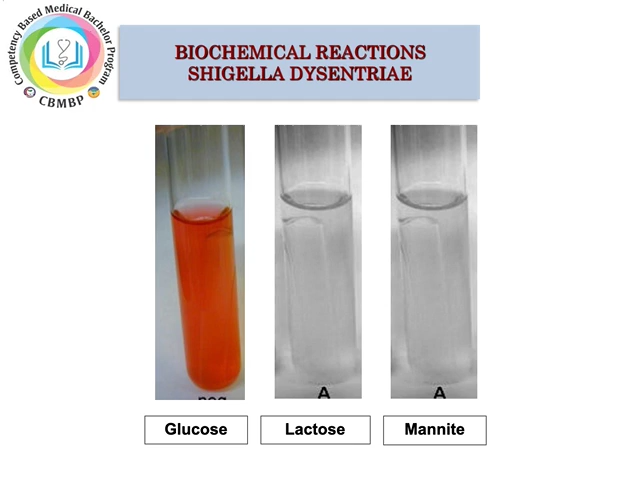 Competency Based Medical Bachelor Program
CBMBP
BIOCHEMICAL REACTIONS
SHIGELLA DYSENTRIAE
A
A
Glucose
Lactose
Mannite